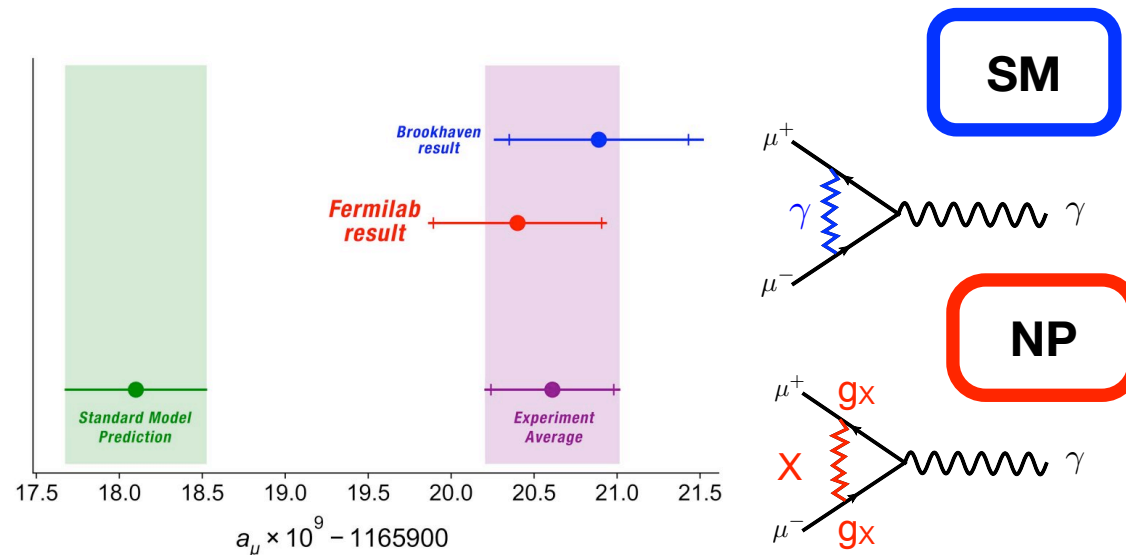 Brookhaven
result
Fermilab
result
Standard Model
Prediction
Experiment
Average
17.5 18.0 18.5 19.0 19.5 20.0 20.5 21.0 21.5
a_μ × 10^9 − 1165900
SM
μ⁺
γ
γ
μ⁻
NP
μ⁺
gx
X
γ
μ⁻
gx